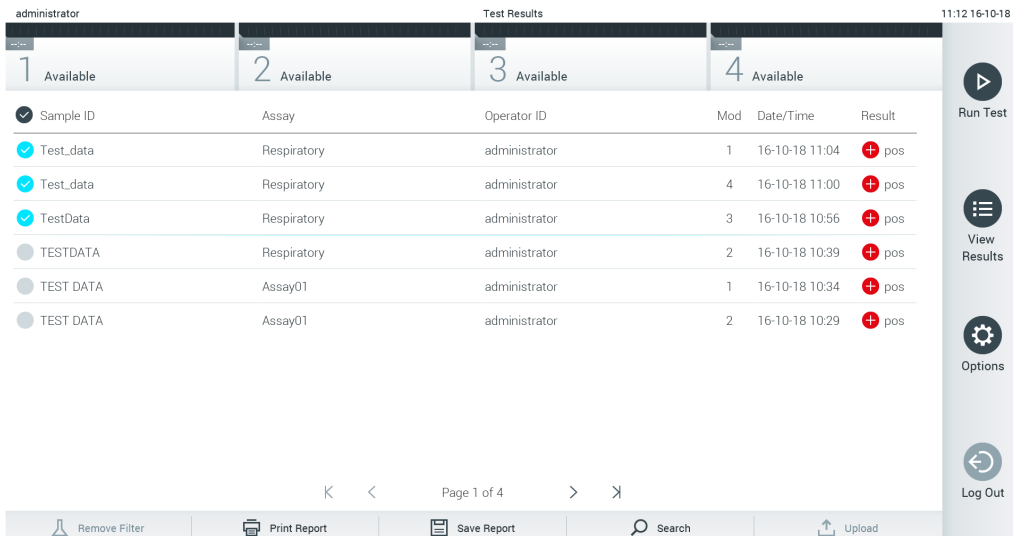 administrator Test Results 11:12 16-10-18
--:-- --:-- --:-- --:--
1 Available 2 Available 3 Available 4 Available
Run Test
Sample ID Assay Operator ID Mod Date/Time Result
Test_data Respiratory administrator 1 16-10-18 11:04 pos
Test_data Respiratory administrator 4 16-10-18 11:00 pos
TestData Respiratory administrator 3 16-10-18 10:56 pos
View
Results
TESTDATA Respiratory administrator 2 16-10-18 10:39 pos
TEST DATA Assay01 administrator 1 16-10-18 10:34 pos
TEST DATA Assay01 administrator 2 16-10-18 10:29 pos
Options
Page 1 of 4
Log Out
Remove Filter Print Report Save Report Search Upload